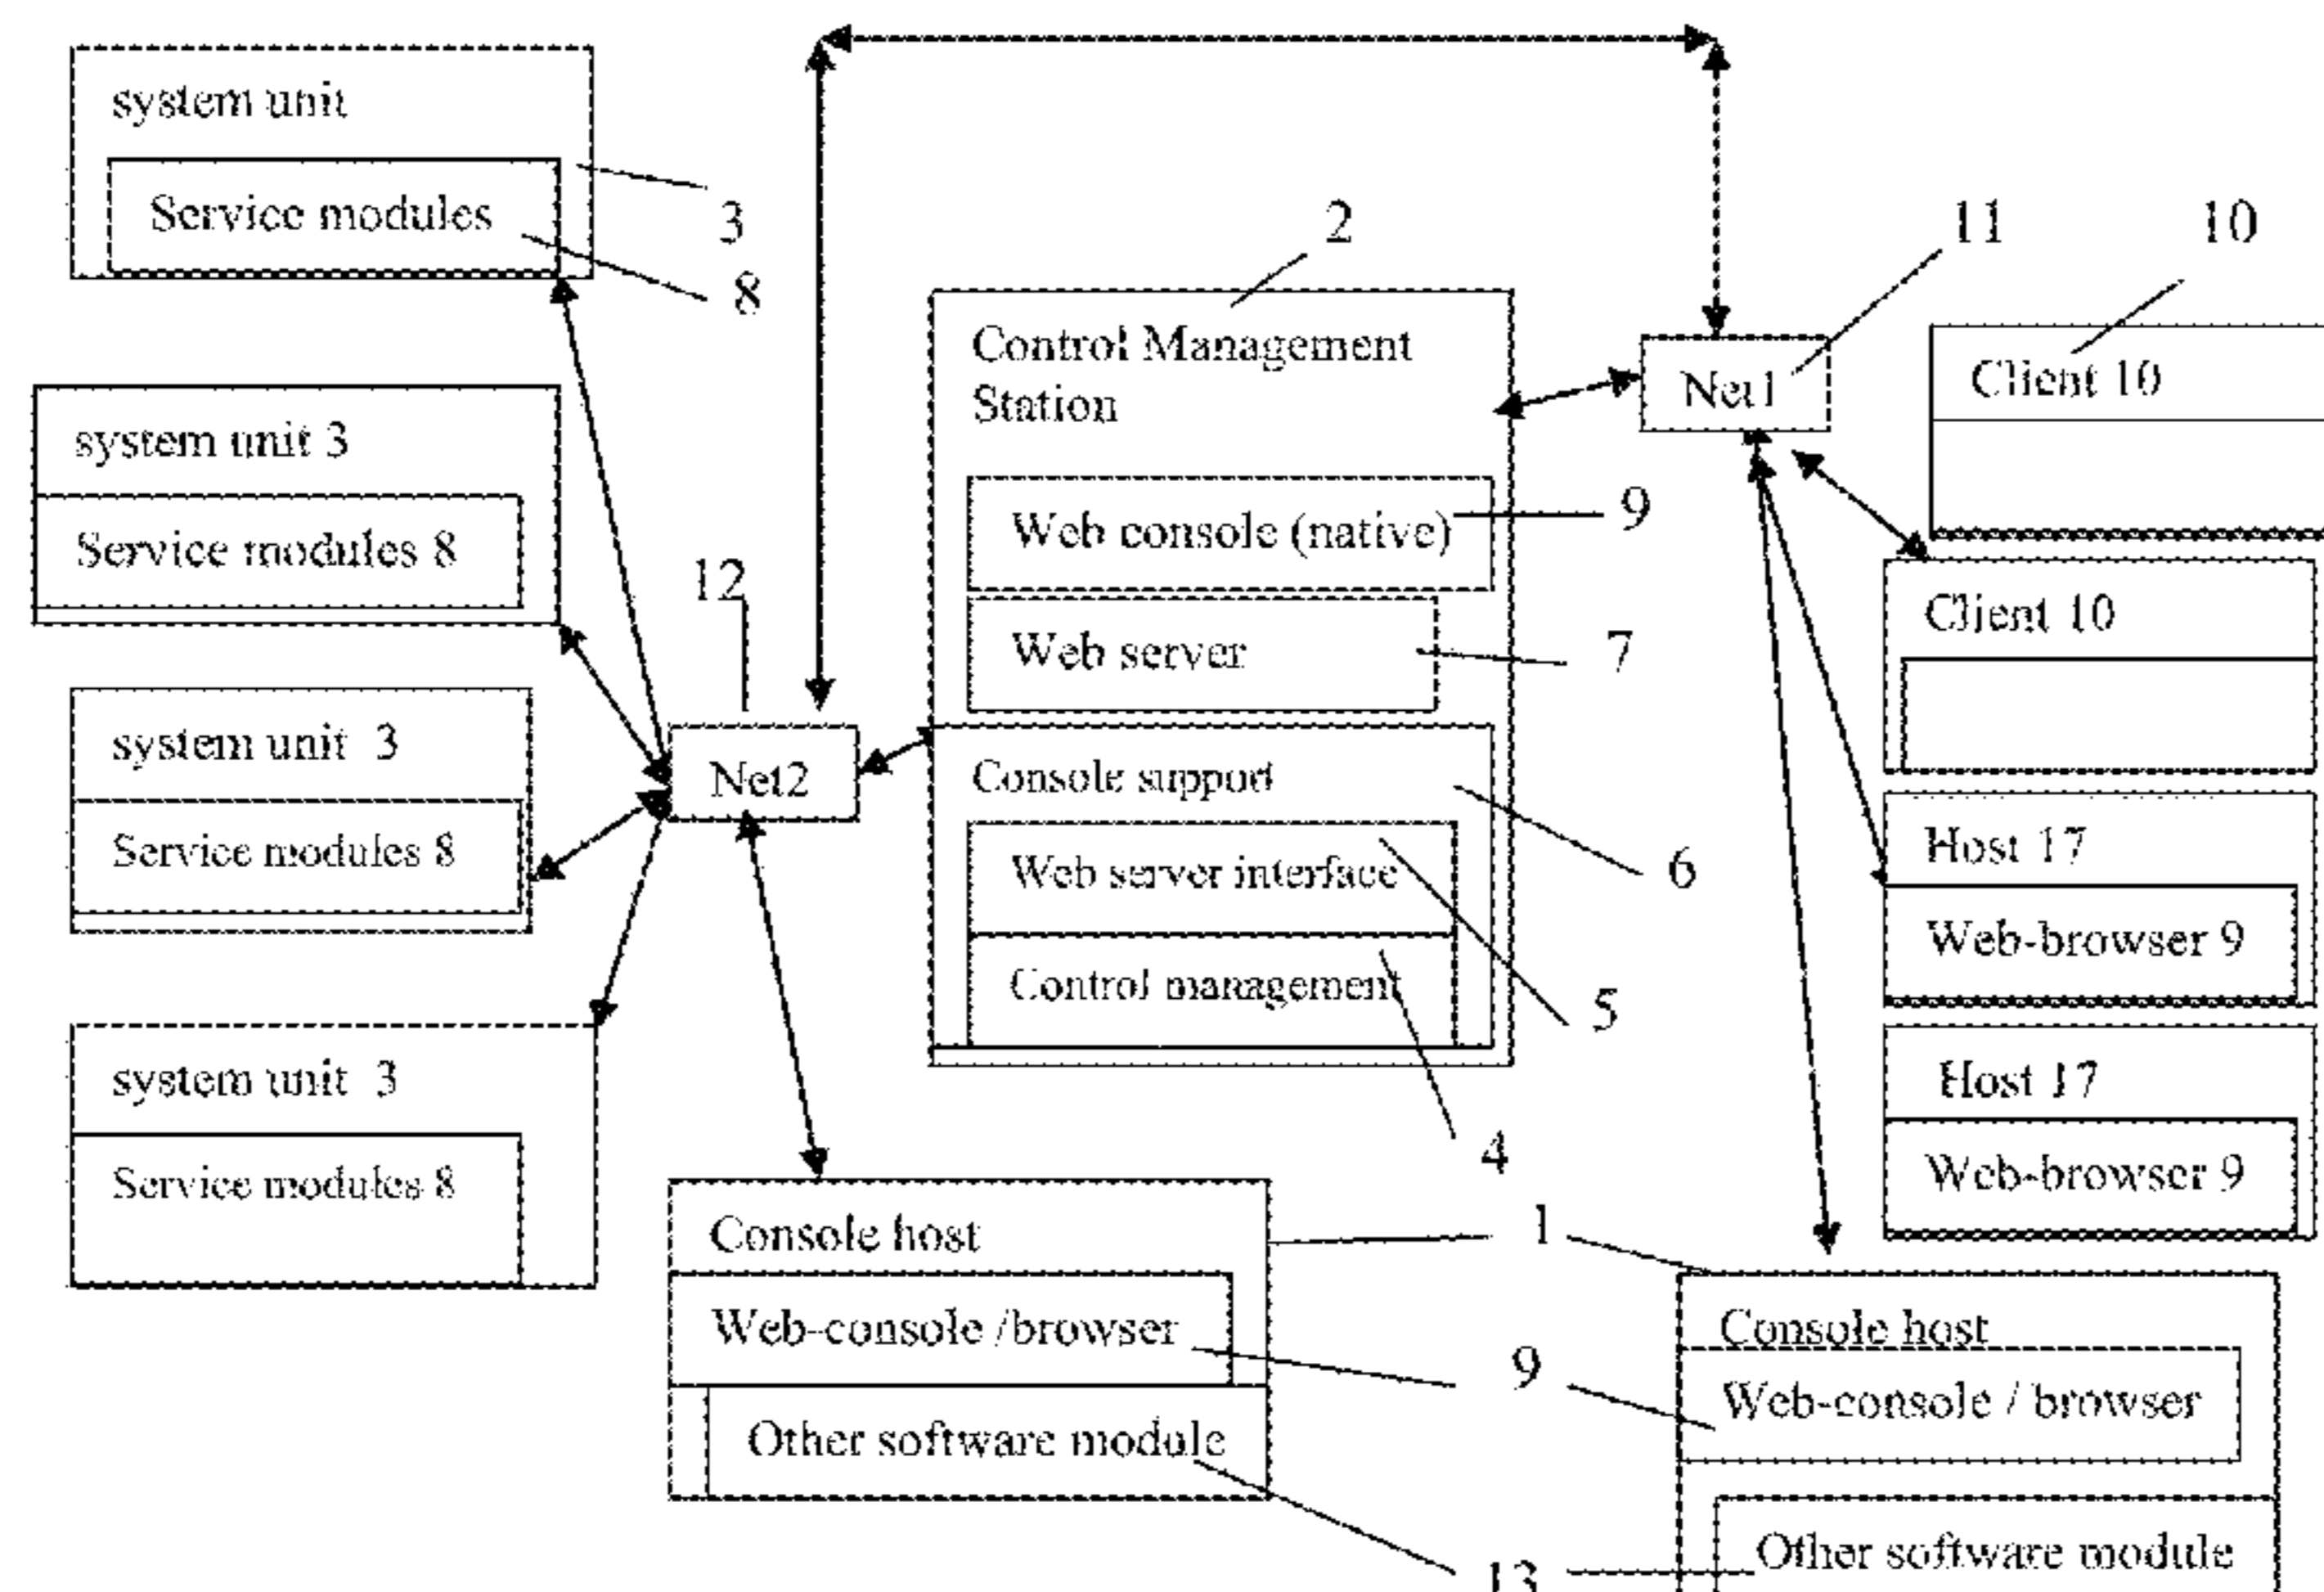 system unit
Service modules
3
8
system unit 3
Service modules 8
system unit 3
Service modules 8
system unit 3
Service modules 8
12
Net2
2
Control Management
Station
Web console (native)
9
Web server
7
Console support
6
Web server interface
5
Control management
4
11
Net1
10
Client 10
Client 10
Host 17
Web-browser 9
Host 17
Web-browser 9
Console host
1
Web-console /browser
9
Other software module
13
Console host
Web-console / browser
Other software module